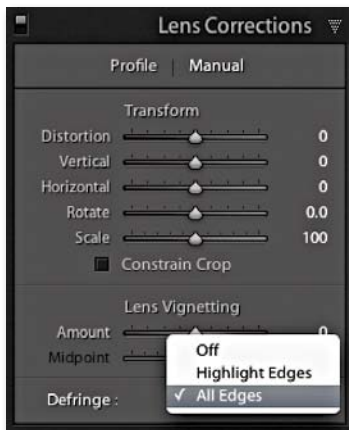 Lens Corrections
Profile | Manual
Transform
Distortion 0
Vertical 0
Horizontal 0
Rotate 0.0
Scale 100
Constrain Crop
Lens Vignetting
Amount 0
Midpoint
Off
Highlight Edges
✓ All Edges
Defringe :